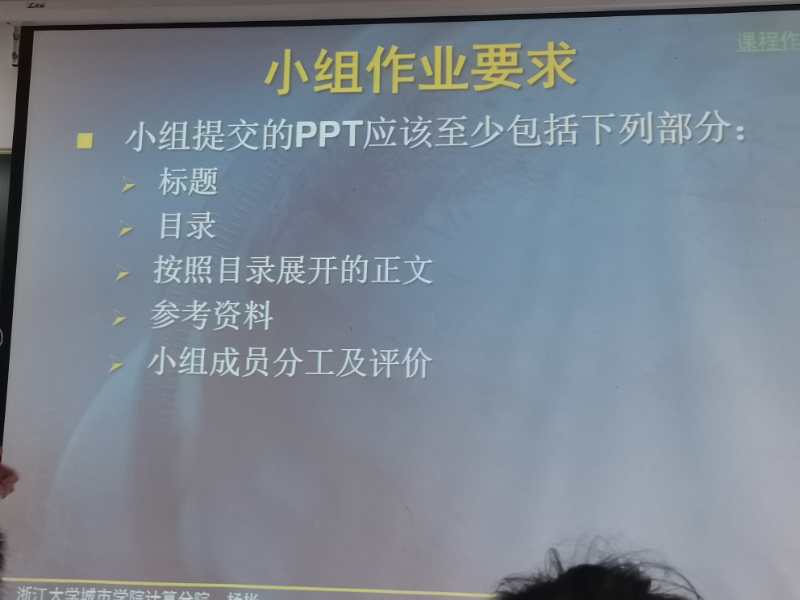 课程作
小组作业要求
小组提交的PPT应该至少包括下列部分：
标题
目录
按照目录展开的正文
参考资料
小组成员分工及评价
浙江大学城市学院计算分院